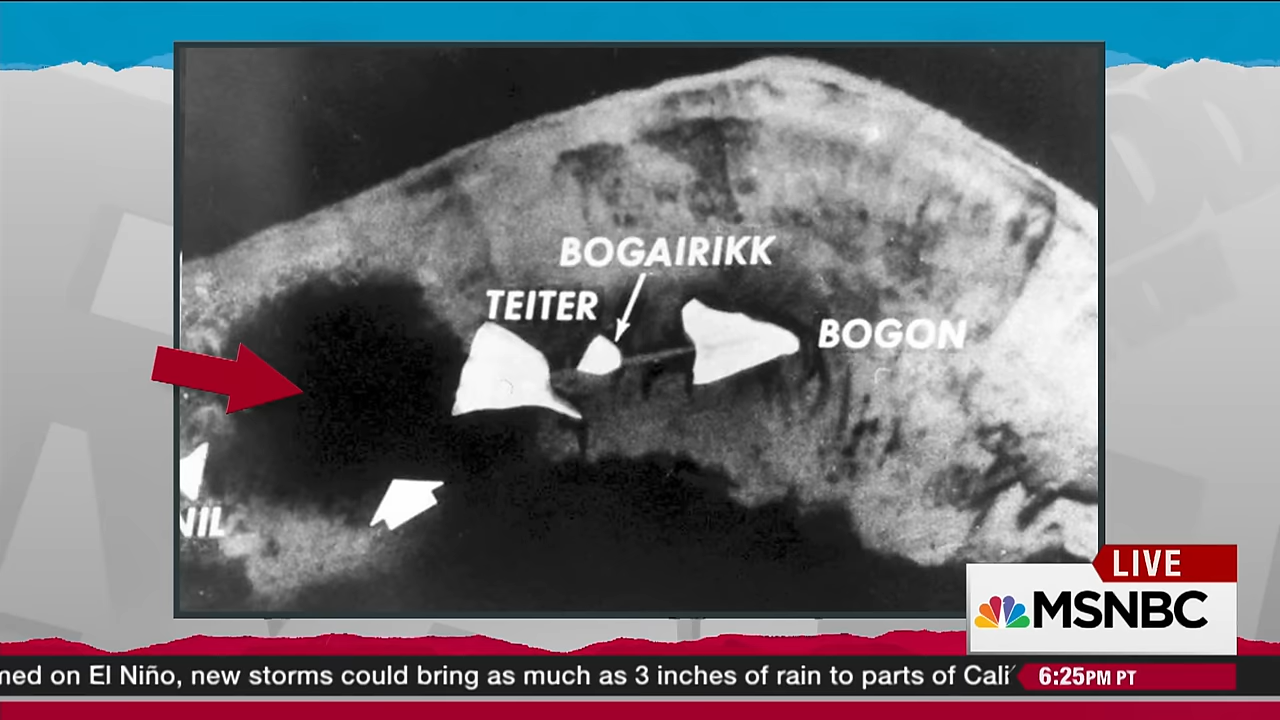 BOGAIRIKK
TEITER
BOGON
NIL
LIVE
MSNBC
med on El Niño, new storms could bring as much as 3 inches of rain to parts of Cali
6:25PM PT